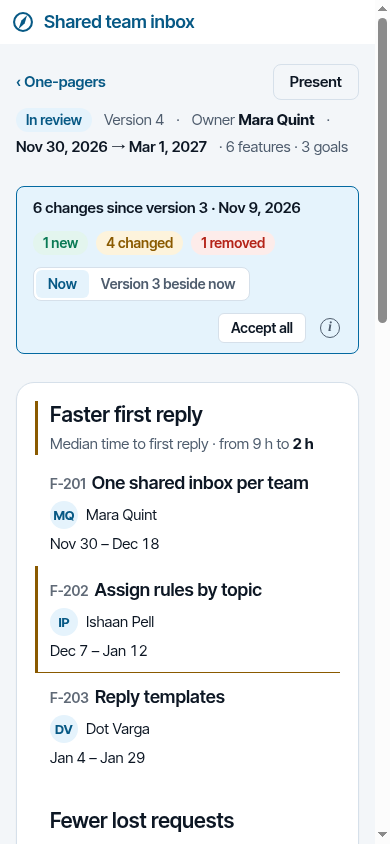 Shared team inbox
‹ One-pagers
Present
In review Version 4 · Owner Mara Quint ·
Nov 30, 2026 → Mar 1, 2027 · 6 features · 3 goals
6 changes since version 3 · Nov 9, 2026
1 new 4 changed 1 removed
Now Version 3 beside now
Accept all i
Faster first reply
Median time to first reply · from 9 h to 2 h
F-201 One shared inbox per team
MQ Mara Quint
Nov 30 – Dec 18
F-202 Assign rules by topic
IP Ishaan Pell
Dec 7 – Jan 12
F-203 Reply templates
DV Dot Varga
Jan 4 – Jan 29
Fewer lost requests